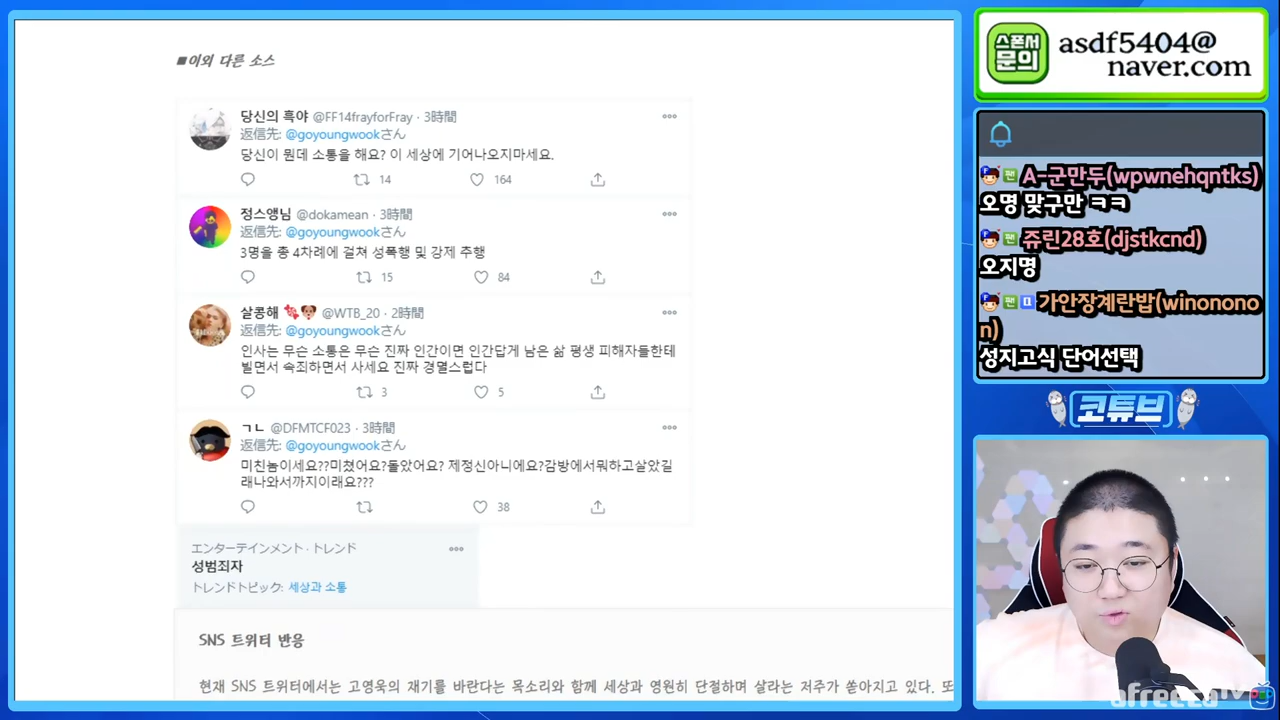 ■이외 다른 소스
당신의 흑야 @FF14frayforFray · 3時間
返信先: @goyoungwookさん
당신이 뭔데 소통을 해요? 이 세상에 기어나오지마세요.
14 164
정스앵님 @dokamean · 3時間
返信先: @goyoungwookさん
3명을 총 4차례에 걸쳐 성폭행 및 강제 추행
15 84
살콩해 @WTB_20 · 2時間
返信先: @goyoungwookさん
인사는 무슨 소통은 무슨 진짜 인간이면 인간답게 남은 삶 평생 피해자들한테
빌면서 속죄하면서 사세요 진짜 경멸스럽다
3 5
ㄱㄴ @DFMTCF023 · 3時間
返信先: @goyoungwookさん
미친놈이세요??미쳤어요?돌았어요? 제정신아니에요?감방에서뭐하고살았길
래나와서까지이래요???
38
エンターテインメント · トレンド
성범죄자
トレンドトピック: 세상과 소통
SNS 트위터 반응
현재 SNS 트위터에서는 고영욱의 재기를 바란다는 목소리와 함께 세상과 영원히 단절하며 살라는 저주가 쏟아지고 있다. 또
스폰서
문의
asdf5404@
naver.com
팬 A-군만두(wpwnehqntks)
오명 맞구만 ㅋㅋ
팬 쥬린28호(djstkcnd)
오지명
팬 가안장계란밥(winonono
n)
성지고식 단어선택
코튜브
afreecaTV